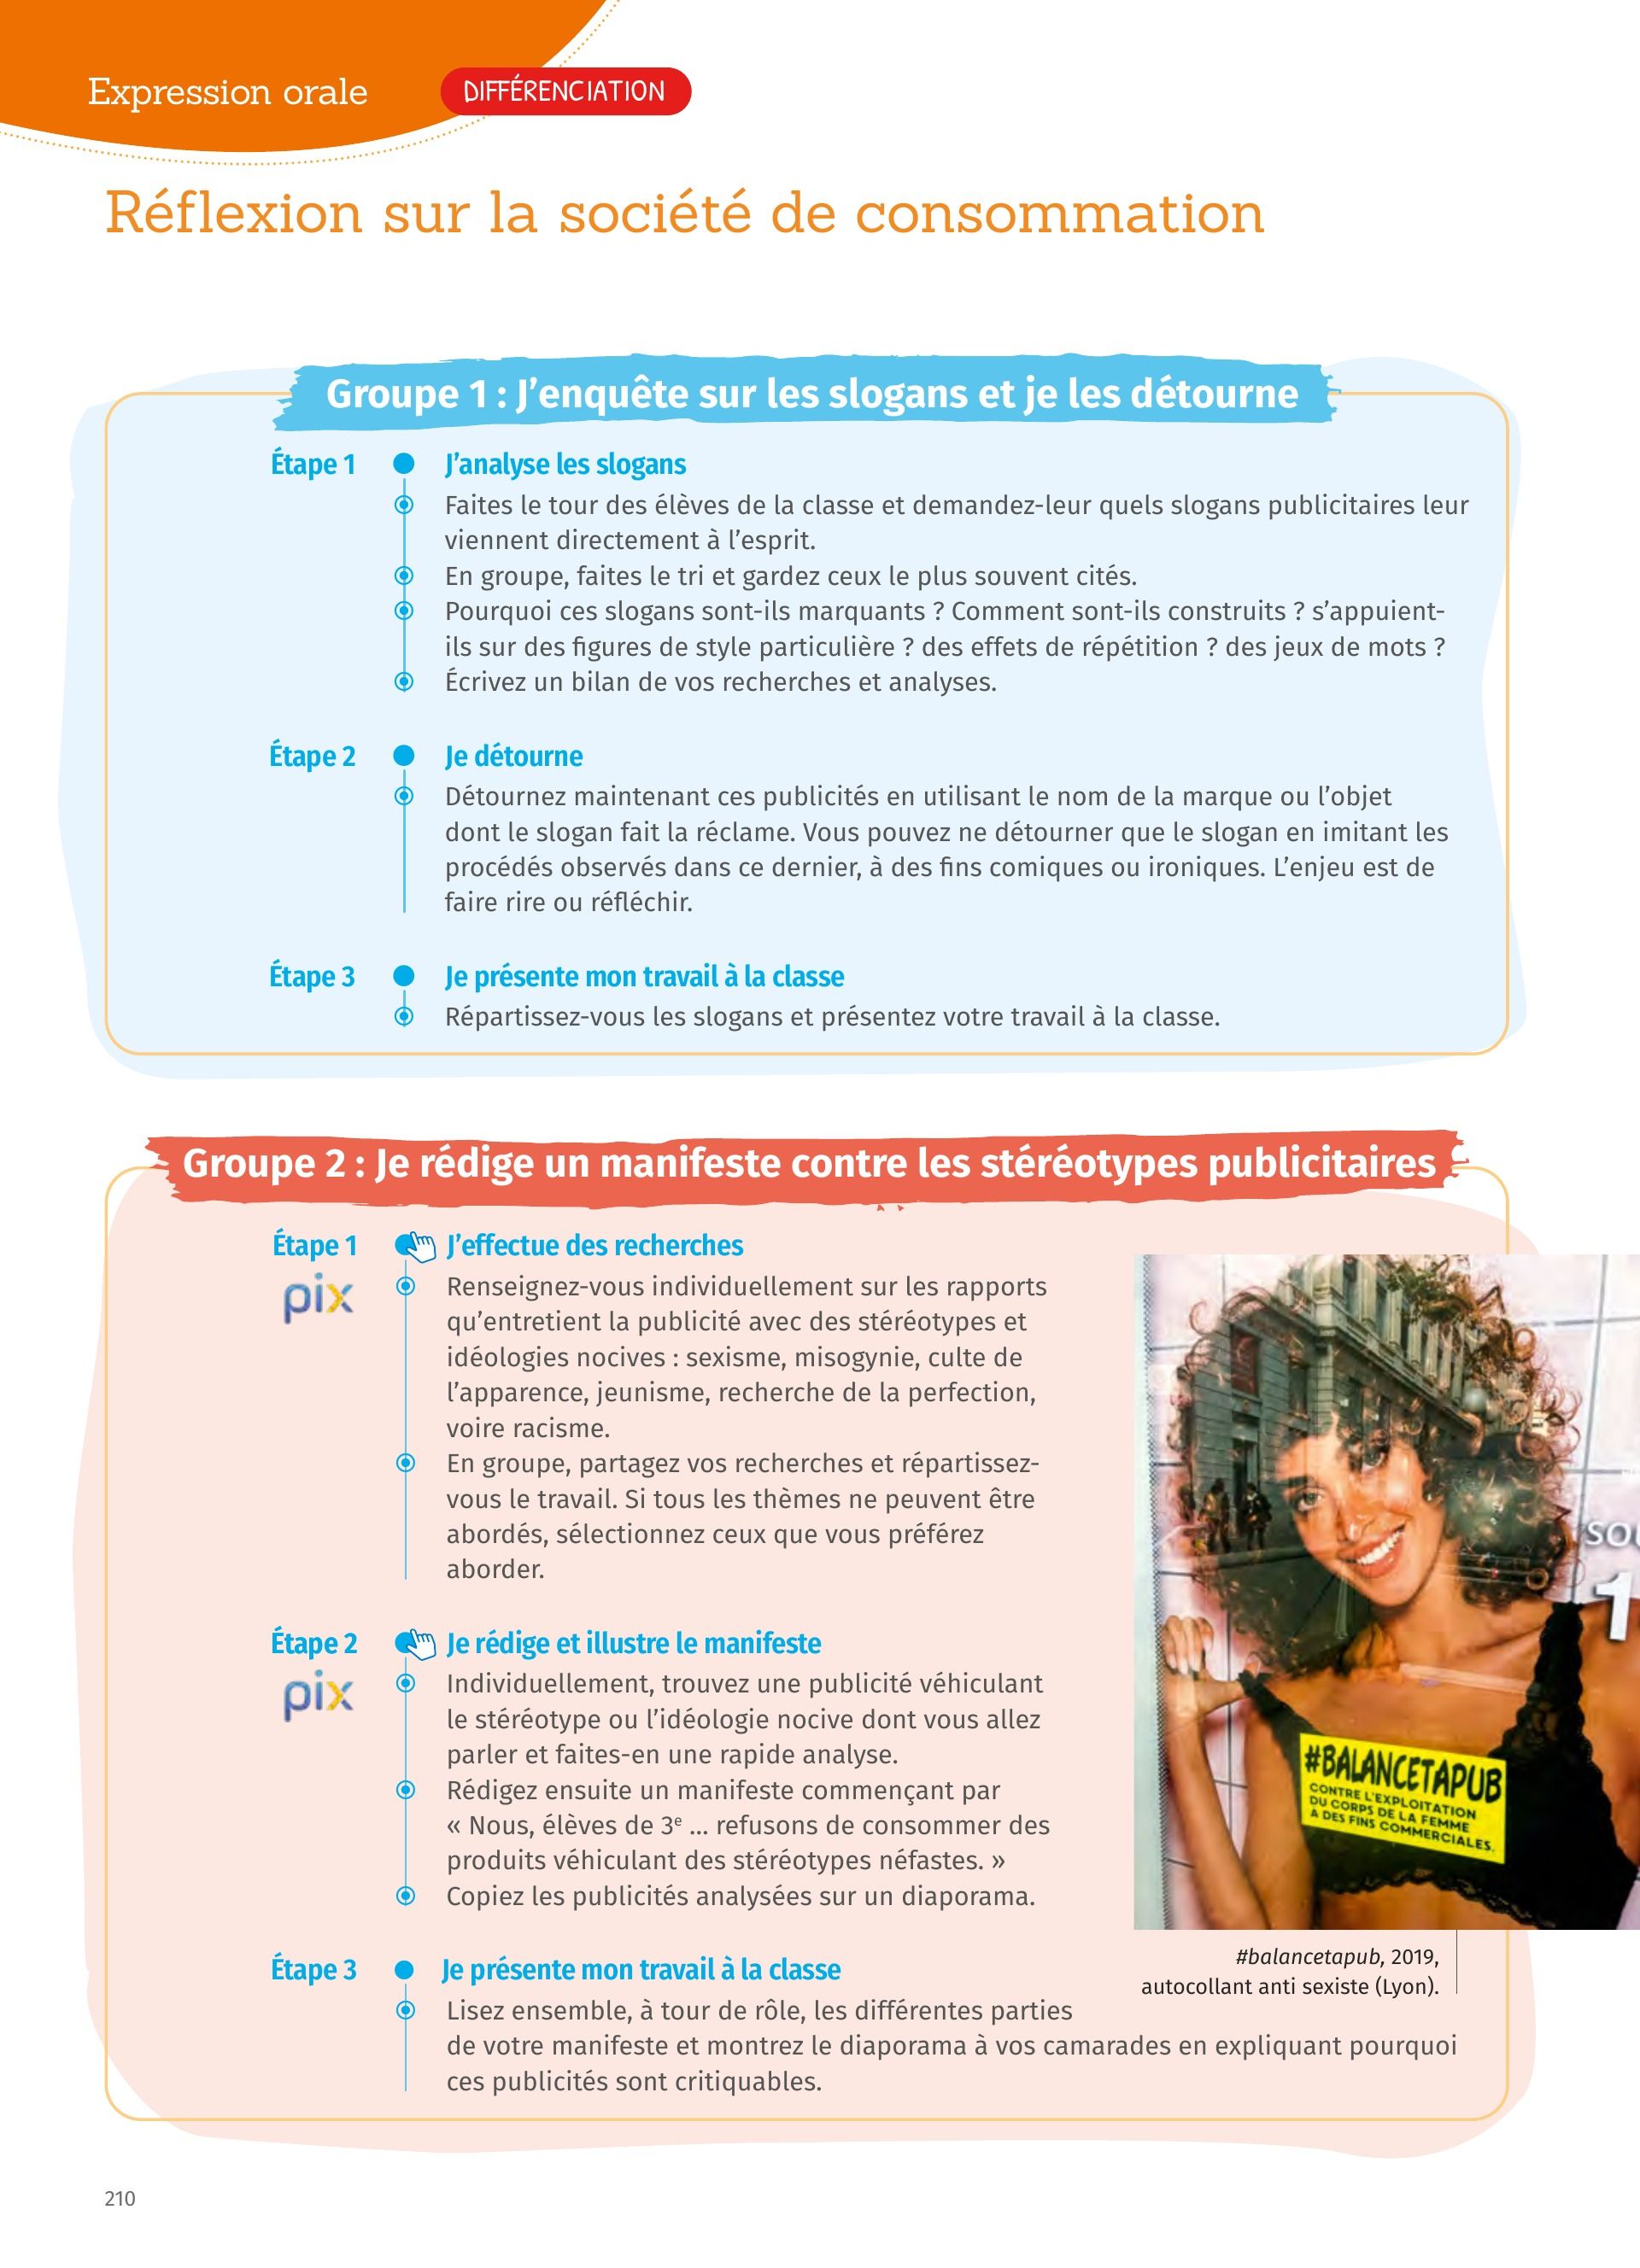 Expression orale
DIFFÉRENCIATION
Réflexion sur la société de consommation
Groupe 1 : J’enquête sur les slogans et je les détourne
Étape 1
J’analyse les slogans
Faites le tour des élèves de la classe et demandez-leur quels slogans publicitaires leur
viennent directement à l’esprit.
En groupe, faites le tri et gardez ceux le plus souvent cités.
Pourquoi ces slogans sont-ils marquants ? Comment sont-ils construits ? s’appuient-
ils sur des figures de style particulière ? des effets de répétition ? des jeux de mots ?
Écrivez un bilan de vos recherches et analyses.
Étape 2
Je détourne
Détournez maintenant ces publicités en utilisant le nom de la marque ou l’objet
dont le slogan fait la réclame. Vous pouvez ne détourner que le slogan en imitant les
procédés observés dans ce dernier, à des fins comiques ou ironiques. L’enjeu est de
faire rire ou réfléchir.
Étape 3
Je présente mon travail à la classe
Répartissez-vous les slogans et présentez votre travail à la classe.
Groupe 2 : Je rédige un manifeste contre les stéréotypes publicitaires
Étape 1
pix
J’effectue des recherches
Renseignez-vous individuellement sur les rapports
qu’entretient la publicité avec des stéréotypes et
idéologies nocives : sexisme, misogynie, culte de
l’apparence, jeunisme, recherche de la perfection,
voire racisme.
En groupe, partagez vos recherches et répartissez-
vous le travail. Si tous les thèmes ne peuvent être
abordés, sélectionnez ceux que vous préférez
aborder.
Étape 2
pix
Je rédige et illustre le manifeste
Individuellement, trouvez une publicité véhiculant
le stéréotype ou l’idéologie nocive dont vous allez
parler et faites-en une rapide analyse.
Rédigez ensuite un manifeste commençant par
« Nous, élèves de 3e ... refusons de consommer des
produits véhiculant des stéréotypes néfastes. »
Copiez les publicités analysées sur un diaporama.
SOU
1
#BALANCETAPUB
CONTRE L'EXPLOITATION
DU CORPS DE LA FEMME
À DES FINS COMMERCIALES.
#balancetapub, 2019,
autocollant anti sexiste (Lyon).
Étape 3
Je présente mon travail à la classe
Lisez ensemble, à tour de rôle, les différentes parties
de votre manifeste et montrez le diaporama à vos camarades en expliquant pourquoi
ces publicités sont critiquables.
210